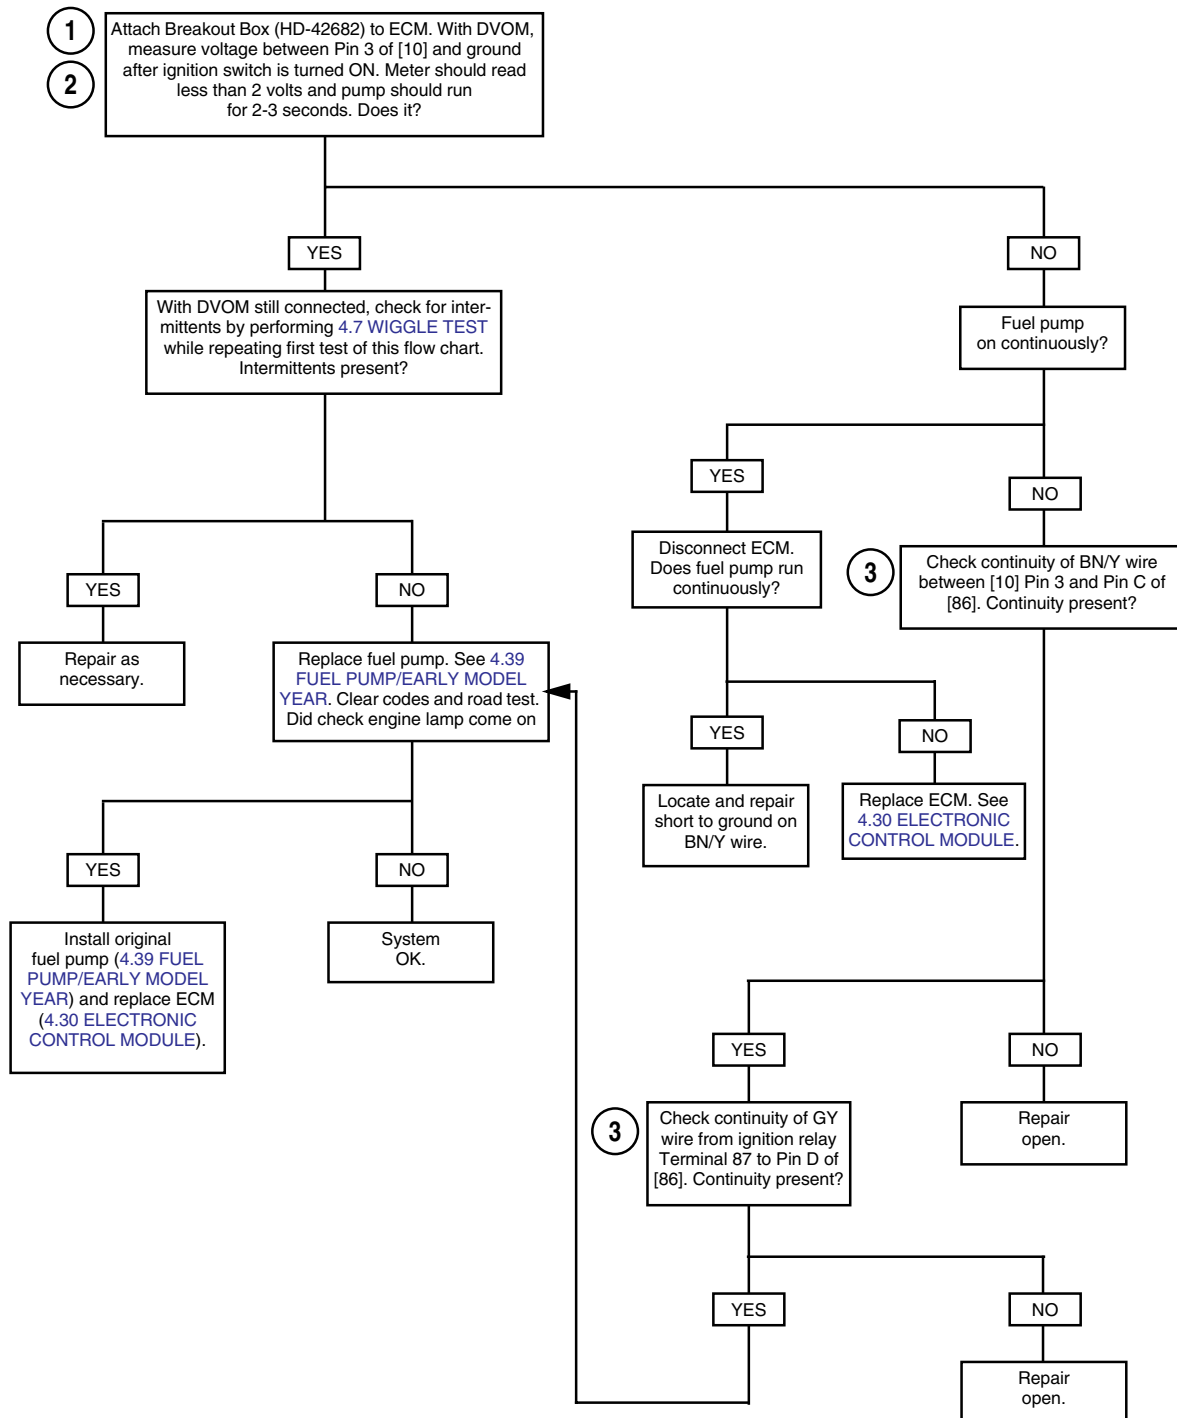 1
Attach Breakout Box (HD-42682) to ECM. With DVOM,
measure voltage between Pin 3 of [10] and ground
after ignition switch is turned ON. Meter should read
less than 2 volts and pump should run
for 2-3 seconds. Does it?
2
YES
NO
With DVOM still connected, check for inter-
mittents by performing 4.7 WIGGLE TEST
while repeating first test of this flow chart.
Intermittents present?
Fuel pump
on continuously?
YES
NO
Disconnect ECM.
Does fuel pump run
continuously?
3
Check continuity of BN/Y wire
between [10] Pin 3 and Pin C of
[86]. Continuity present?
YES
NO
Repair as
necessary.
Replace fuel pump. See 4.39
FUEL PUMP/EARLY MODEL
YEAR. Clear codes and road test.
Did check engine lamp come on
YES
NO
Locate and repair
short to ground on
BN/Y wire.
Replace ECM. See
4.30 ELECTRONIC
CONTROL MODULE.
YES
NO
Install original
fuel pump (4.39 FUEL
PUMP/EARLY MODEL
YEAR) and replace ECM
(4.30 ELECTRONIC
CONTROL MODULE).
System
OK.
YES
NO
3
Check continuity of GY
wire from ignition relay
Terminal 87 to Pin D of
[86]. Continuity present?
Repair
open.
YES
NO
Repair
open.